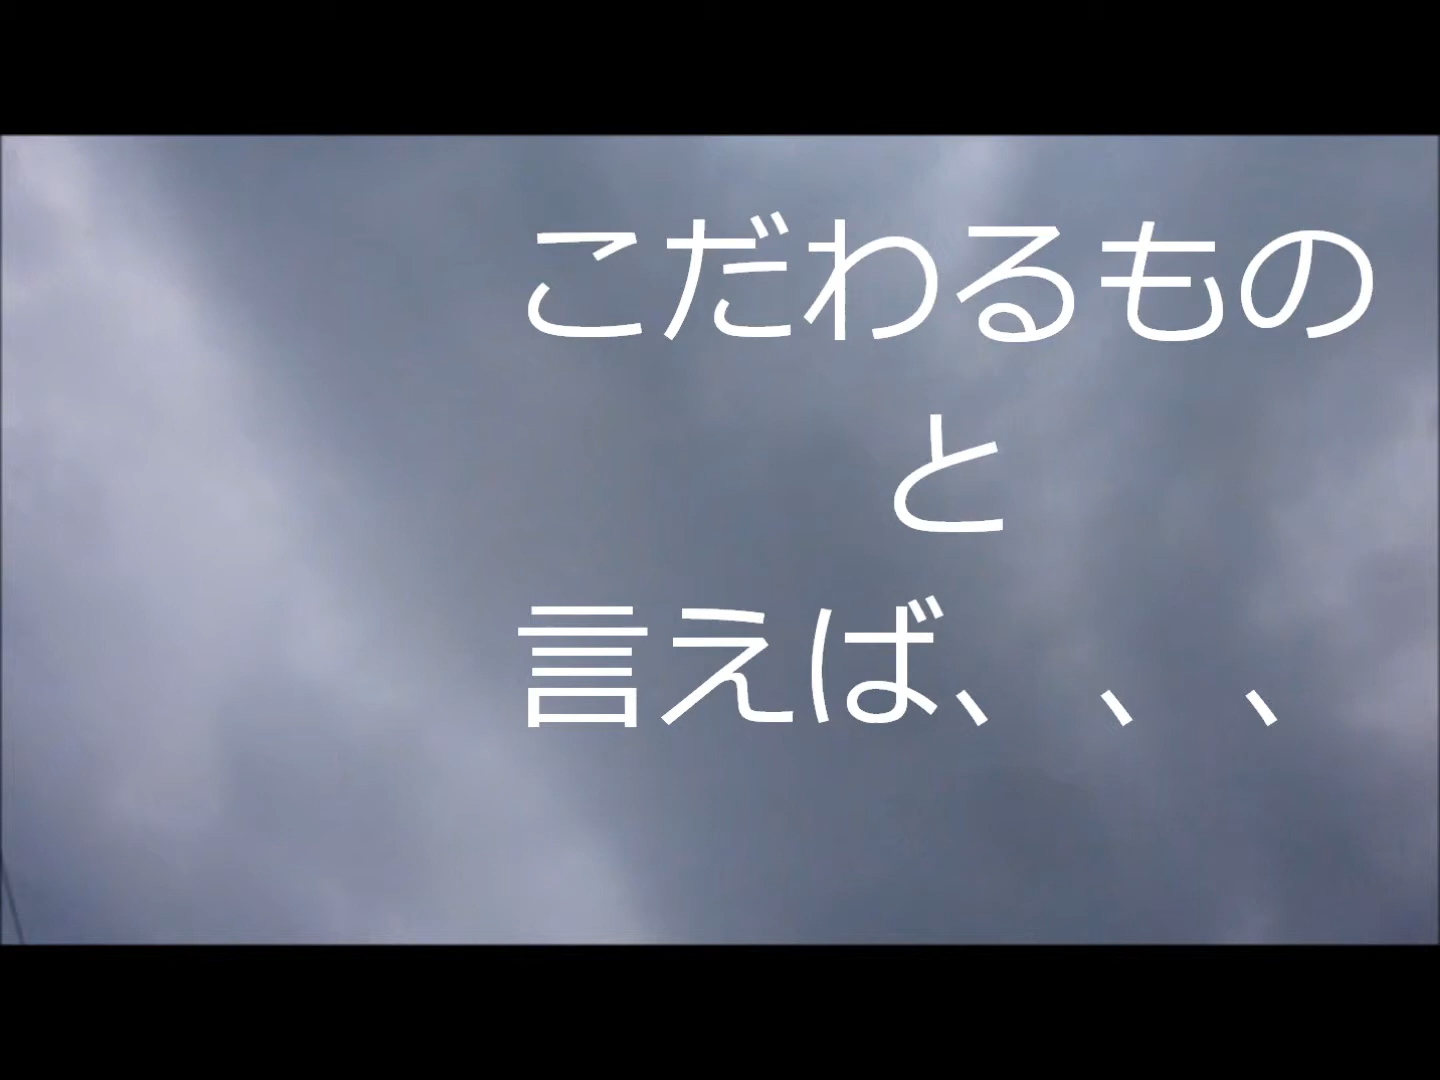 こだわるもの
と
言えば、、、